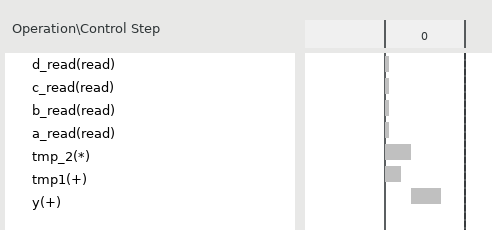 Operation\Control Step
0
d_read(read)
c_read(read)
b_read(read)
a_read(read)
tmp_2(*)
tmp1(+)
y(+)